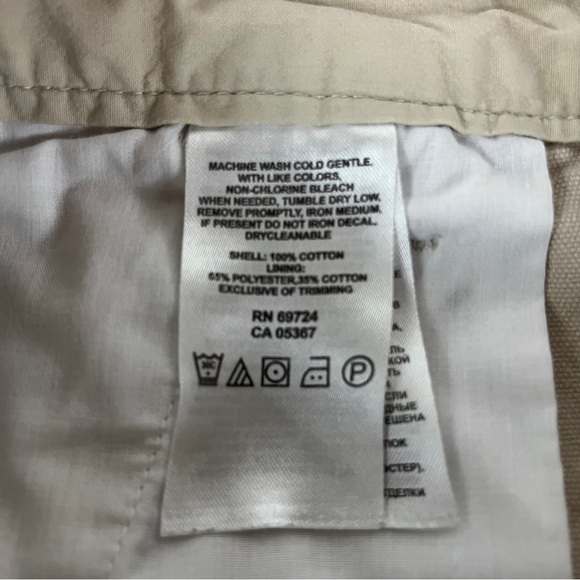 MACHINE WASH COLD GENTLE,
WITH LIKE COLORS,
NON-CHLORINE BLEACH
WHEN NEEDED, TUMBLE DRY LOW,
REMOVE PROMPTLY, IRON MEDIUM,
IF PRESENT DO NOT IRON DECAL,
DRYCLEANABLE
SHELL: 100% COTTON
LINING:
65% POLYESTER,35% COTTON
EXCLUSIVE OF TRIMMING
RN 69724
CA 05367
30C
P